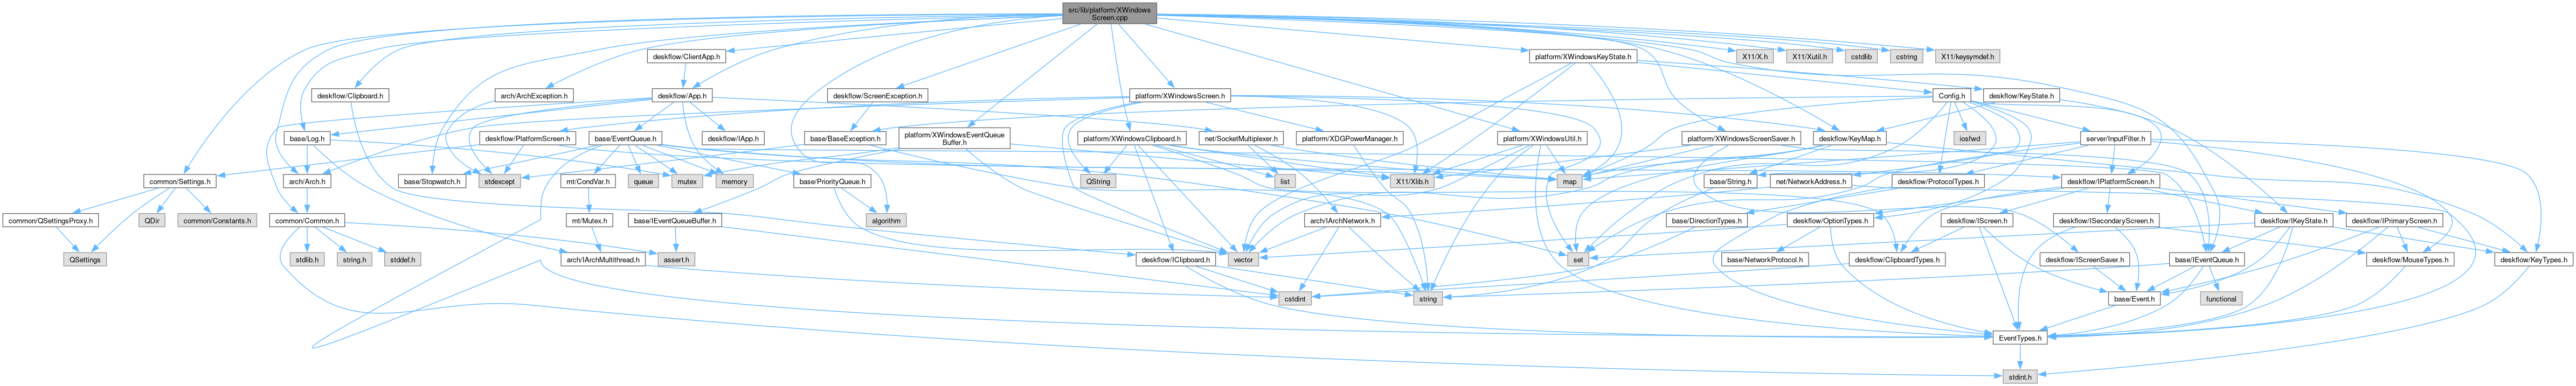 src/lib/platform/XWindows
Screen.cpp
deskflow/ClientApp.h
platform/XWindowsKeyState.h
X11/X.h
X11/Xutil.h
cstdlib
cstring
X11/keysymdef.h
deskflow/Clipboard.h
arch/ArchException.h
deskflow/App.h
deskflow/ScreenException.h
platform/XWindowsScreen.h
Config.h
deskflow/KeyState.h
base/Log.h
deskflow/PlatformScreen.h
base/EventQueue.h
deskflow/IApp.h
base/BaseException.h
platform/XWindowsEventQueue
Buffer.h
platform/XWindowsClipboard.h
net/SocketMultiplexer.h
platform/XDGPowerManager.h
platform/XWindowsUtil.h
platform/XWindowsScreenSaver.h
deskflow/KeyMap.h
iosfwd
server/InputFilter.h
common/Settings.h
arch/Arch.h
base/Stopwatch.h
stdexcept
mt/CondVar.h
queue
mutex
memory
base/PriorityQueue.h
QString
list
X11/Xlib.h
map
base/String.h
net/NetworkAddress.h
deskflow/ProtocolTypes.h
deskflow/IPlatformScreen.h
common/QSettingsProxy.h
QDir
common/Constants.h
common/Common.h
mt/Mutex.h
base/IEventQueueBuffer.h
algorithm
arch/IArchNetwork.h
base/DirectionTypes.h
deskflow/OptionTypes.h
deskflow/IScreen.h
deskflow/ISecondaryScreen.h
deskflow/IKeyState.h
deskflow/IPrimaryScreen.h
QSettings
stdlib.h
string.h
stddef.h
arch/IArchMultithread.h
assert.h
deskflow/IClipboard.h
vector
base/NetworkProtocol.h
set
deskflow/ClipboardTypes.h
deskflow/IScreenSaver.h
base/IEventQueue.h
deskflow/MouseTypes.h
deskflow/KeyTypes.h
cstdint
string
base/Event.h
functional
EventTypes.h
stdint.h